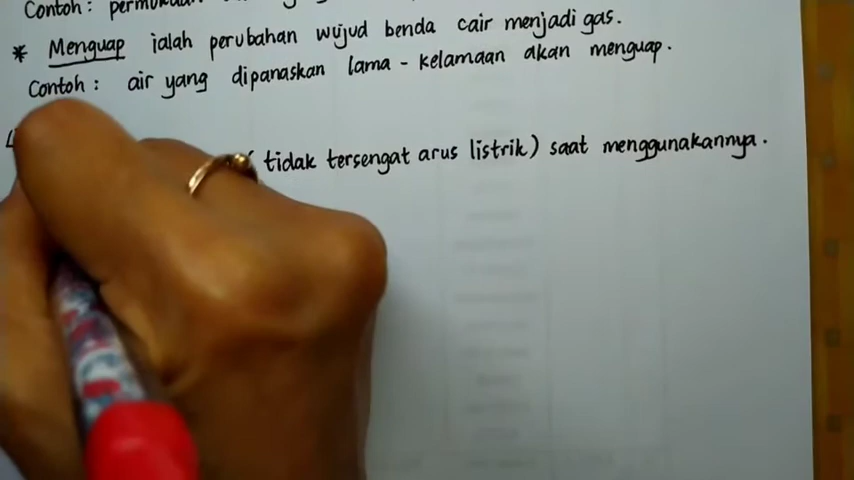 Contoh : permukaan
* Menguap ialah perubahan wujud benda cair menjadi gas.
Contoh : air yang dipanaskan lama - kelamaan akan menguap.
( tidak tersengat arus listrik) saat menggunakannya.